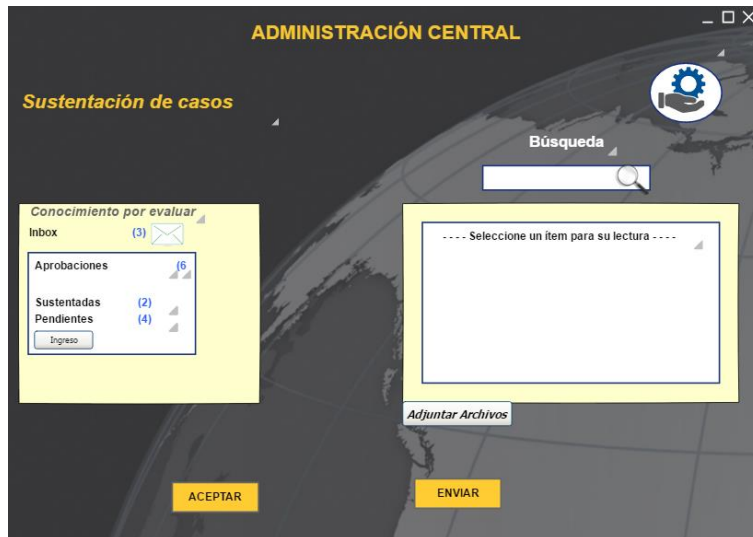 ADMINISTRACIÓN CENTRAL
Sustentación de casos
Búsqueda
Conocimiento por evaluar
Inbox (3)
Aprobaciones (6
Sustentadas (2)
Pendientes (4)
Ingreso
- - - - Seleccione un ítem para su lectura - - - -
Adjuntar Archivos
ACEPTAR
ENVIAR